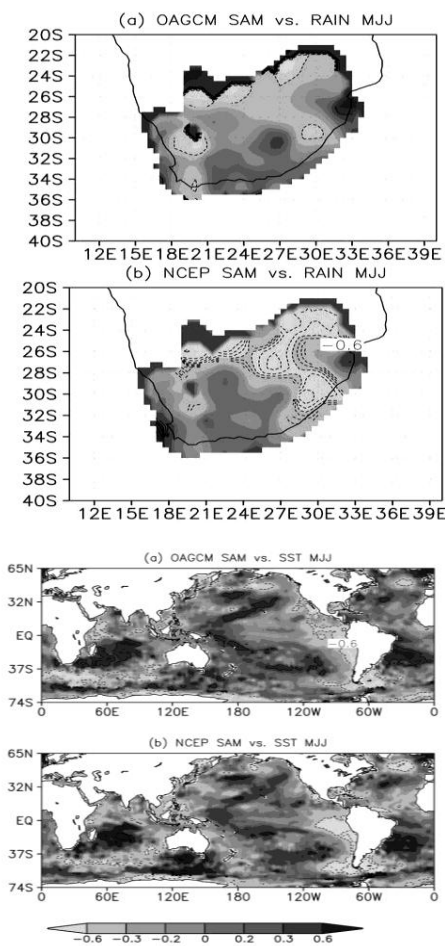 (a) OAGCM SAM vs. RAIN MJJ
20S
22S
24S
26S
28S
30S
32S
34S
36S
38S
40S
12E 15E 18E 21E 24E 27E 30E 33E 36E 39E
(b) NCEP SAM vs. RAIN MJJ
20S
22S
24S
26S
28S
30S
32S
34S
36S
38S
40S
-0.6
12E 15E 18E 21E 24E 27E 30E 33E 36E 39E
(a) OAGCM SAM vs. SST MJJ
65N
32N
EQ
37S
74S
-0.6
0 60E 120E 180 120W 60W 0
(b) NCEP SAM vs. SST MJJ
65N
32N
EQ
37S
74S
0 60E 120E 180 120W 60W 0
-0.6 -0.3 -0.2 0 0.2 0.3 0.6